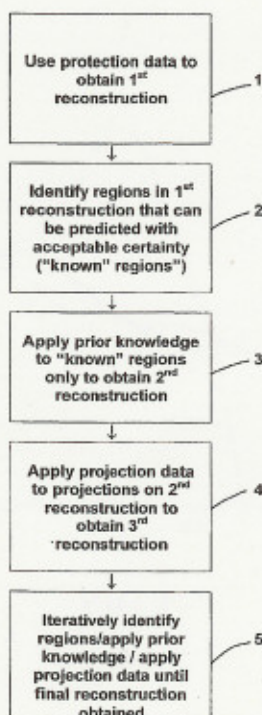 Use protection data to
obtain 1st
reconstruction
1
Identify regions in 1st
reconstruction that can
be predicted with
acceptable certainty
("known" regions")
2
Apply prior knowledge
to "known" regions
only to obtain 2nd
reconstruction
3
Apply projection data
to projections on 2nd
reconstruction to
obtain 3rd
reconstruction
4
Iteratively identify
regions/apply prior
knowledge / apply
projection data until
final reconstruction
obtained
5